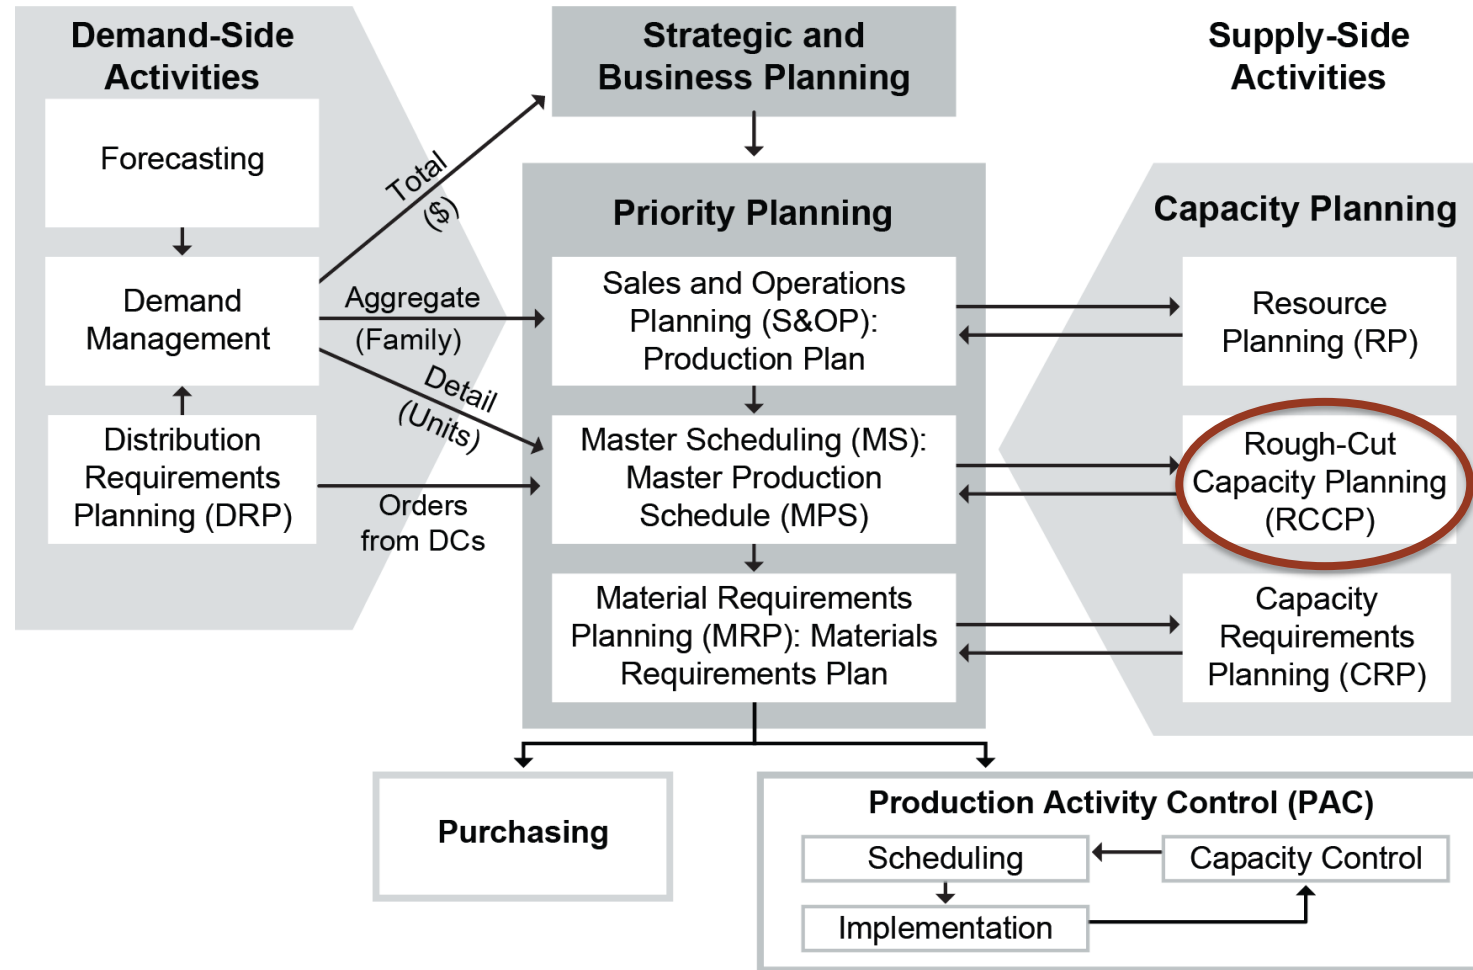 Demand-Side
Activities
Forecasting
Demand
Management
Distribution
Requirements
Planning (DRP)
Total
($)
Aggregate
(Family)
Detail
(Units)
Orders
from DCs
Strategic and
Business Planning
Priority Planning
Sales and Operations
Planning (S&OP):
Production Plan
Master Scheduling (MS):
Master Production
Schedule (MPS)
Material Requirements
Planning (MRP): Materials
Requirements Plan
Supply-Side
Activities
Capacity Planning
Resource
Planning (RP)
Rough-Cut
Capacity Planning
(RCCP)
Capacity
Requirements
Planning (CRP)
Purchasing
Production Activity Control (PAC)
Scheduling
Capacity Control
Implementation